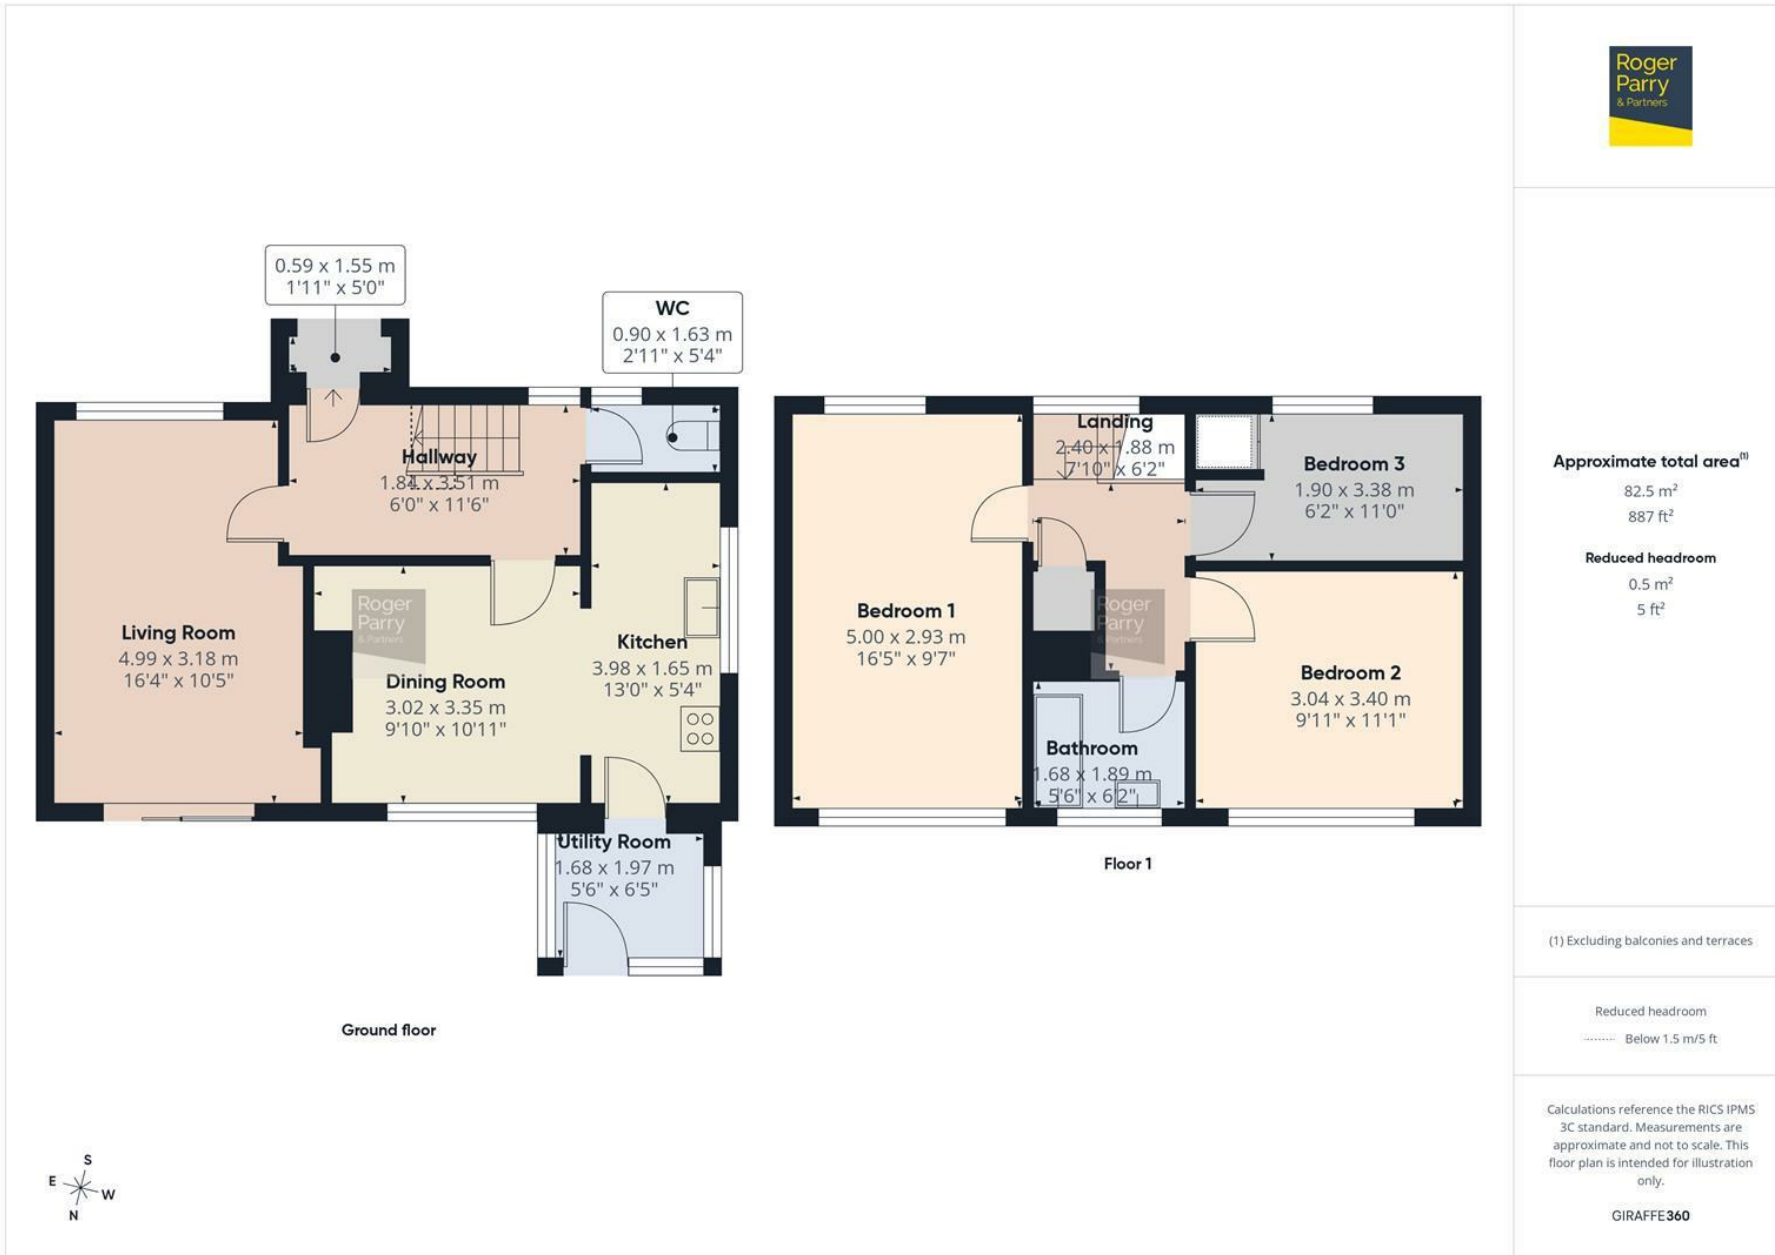 0.59 x 1.55 m
1'11" x 5'0"
WC
0.90 x 1.63 m
2'11" x 5'4"
Hallway
1.84 x 3.51 m
6'0" x 11'6"
Living Room
4.99 x 3.18 m
16'4" x 10'5"
Roger
Parry
& Partners
Dining Room
3.02 x 3.35 m
9'10" x 10'11"
Kitchen
3.98 x 1.65 m
13'0" x 5'4"
Utility Room
1.68 x 1.97 m
5'6" x 6'5"
Ground floor
Landing
2.40 x 1.88 m
7'10" x 6'2"
Bedroom 3
1.90 x 3.38 m
6'2" x 11'0"
Bedroom 1
5.00 x 2.93 m
16'5" x 9'7"
Roger
Parry
& Partners
Bedroom 2
3.04 x 3.40 m
9'11" x 11'1"
Bathroom
1.68 x 1.89 m
5'6" x 6'2"
Floor 1
S
E
W
N
Roger
Parry
& Partners
Approximate total area(1)
82.5 m²
887 ft²
Reduced headroom
0.5 m²
5 ft²
(1) Excluding balconies and terraces
Reduced headroom
Below 1.5 m/5 ft
Calculations reference the RICS IPMS
3C standard. Measurements are
approximate and not to scale. This
floor plan is intended for illustration
only.
GIRAFFE360